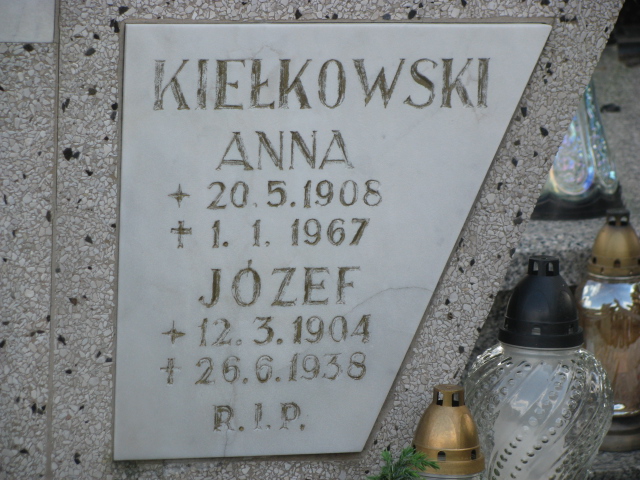 KIEŁKOWSKI
ANNA
+ 20.5.1908
† 1. 1. 1967
JÓZEF
+ 12.3.1904
† 26.6.1938
R.I.P.